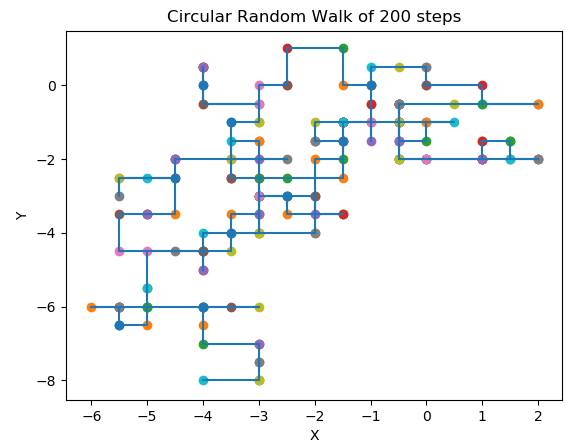 Circular Random Walk of 200 steps
Y
0
−2
−4
−6
−8
−6 −5 −4 −3 −2 −1 0 1 2
X